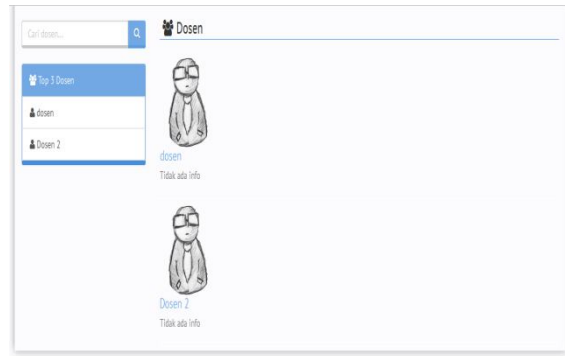 Cari dosen...
Top 3 Dosen
dosen
Dosen 2
Dosen
dosen
Tidak ada info
Dosen 2
Tidak ada info